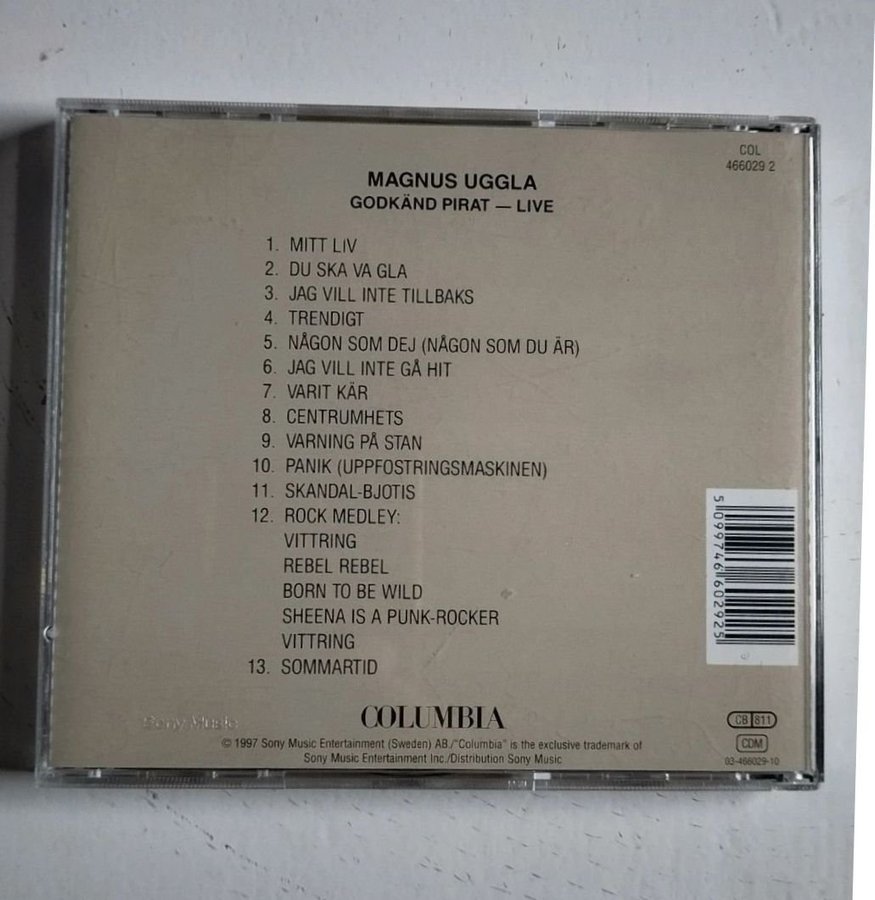 COL
466029 2
MAGNUS UGGLA
GODKÄND PIRAT — LIVE
1. MITT LIV
2. DU SKA VA GLA
3. JAG VILL INTE TILLBAKS
4. TRENDIGT
5. NÅGON SOM DEJ (NÅGON SOM DU ÄR)
6. JAG VILL INTE GÅ HIT
7. VARIT KÄR
8. CENTRUMHETS
9. VARNING PÅ STAN
10. PANIK (UPPFOSTRINGSMASKINEN)
11. SKANDAL-BJOTIS
12. ROCK MEDLEY:
VITTRING
REBEL REBEL
BORN TO BE WILD
SHEENA IS A PUNK-ROCKER
VITTRING
13. SOMMARTID
5 099746 602925
Sony Music
COLUMBIA
CB 811
© 1997 Sony Music Entertainment (Sweden) AB./"Columbia" is the exclusive trademark of
Sony Music Entertainment Inc./Distribution Sony Music
CDM
03-466029-10